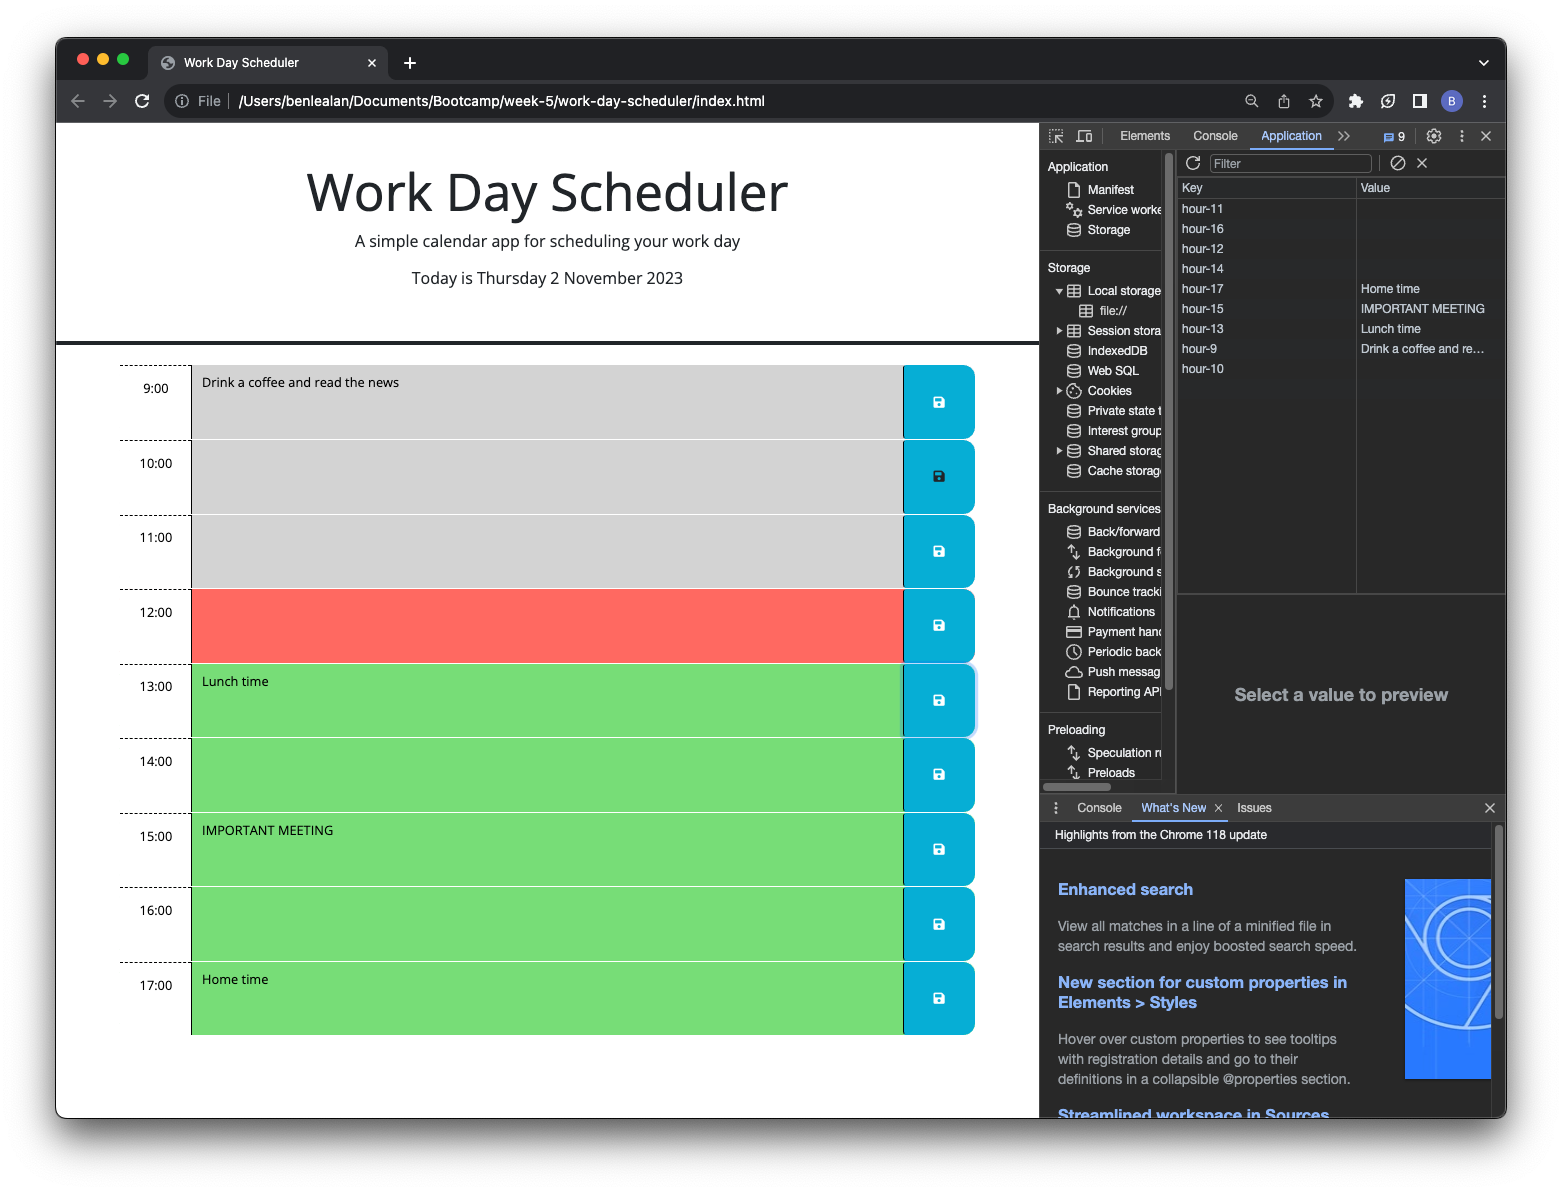 Work Day Scheduler
File /Users/benlealan/Documents/Bootcamp/week-5/work-day-scheduler/index.html
B
Work Day Scheduler
A simple calendar app for scheduling your work day
Today is Thursday 2 November 2023
9:00 Drink a coffee and read the news
10:00
11:00
12:00
13:00 Lunch time
14:00
15:00 IMPORTANT MEETING
16:00
17:00 Home time
Elements Console Application 9
Application
Manifest
Service worke
Storage
Storage
Local storage
file://
Session stora
IndexedDB
Web SQL
Cookies
Private state t
Interest group
Shared storag
Cache storag
Background services
Back/forward
Background f
Background s
Bounce tracki
Notifications
Payment hand
Periodic back
Push messag
Reporting API
Preloading
Speculation ru
Preloads
Filter
Key Value
hour-11
hour-16
hour-12
hour-14
hour-17 Home time
hour-15 IMPORTANT MEETING
hour-13 Lunch time
hour-9 Drink a coffee and re…
hour-10
Select a value to preview
Console What's New Issues
Highlights from the Chrome 118 update
Enhanced search
View all matches in a line of a minified file in
search results and enjoy boosted search speed.
New section for custom properties in
Elements > Styles
Hover over custom properties to see tooltips
with registration details and go to their
definitions in a collapsible @properties section.
Streamlined workspace in Sources